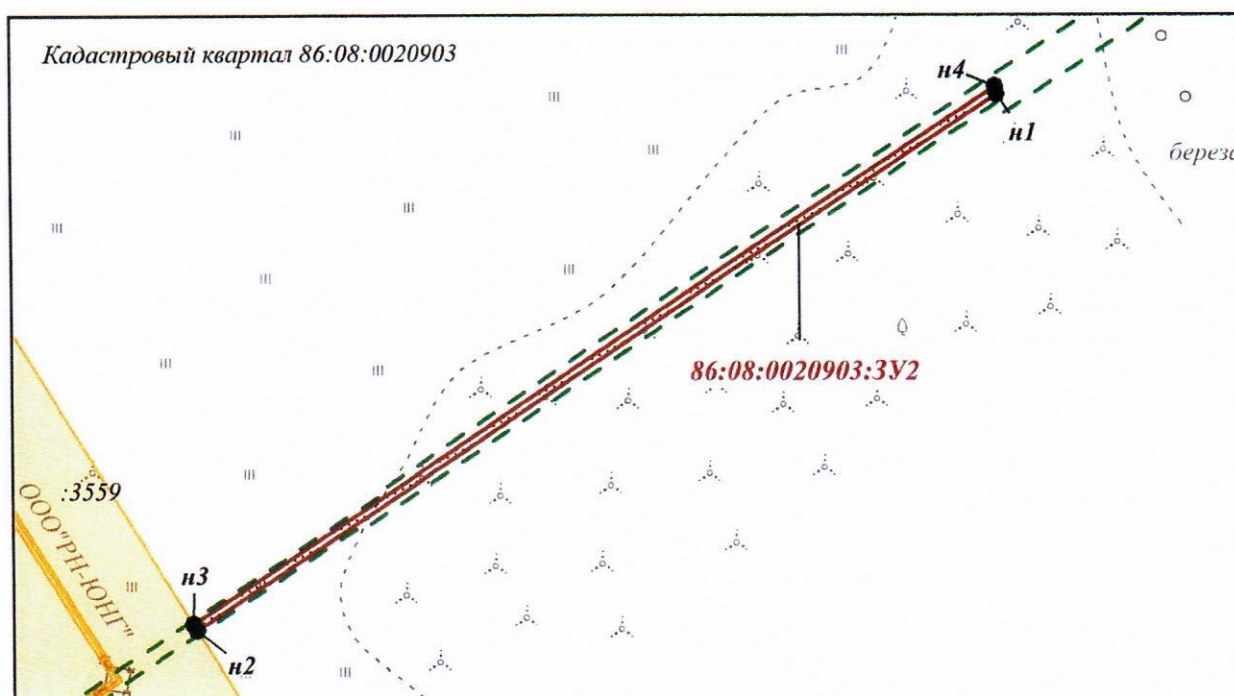 Кадастровый квартал 86:08:0020903
н4
н1
береза
86:08:0020903:ЗУ2
:3559
ООО"РН-ЮНГ"
н3
н2